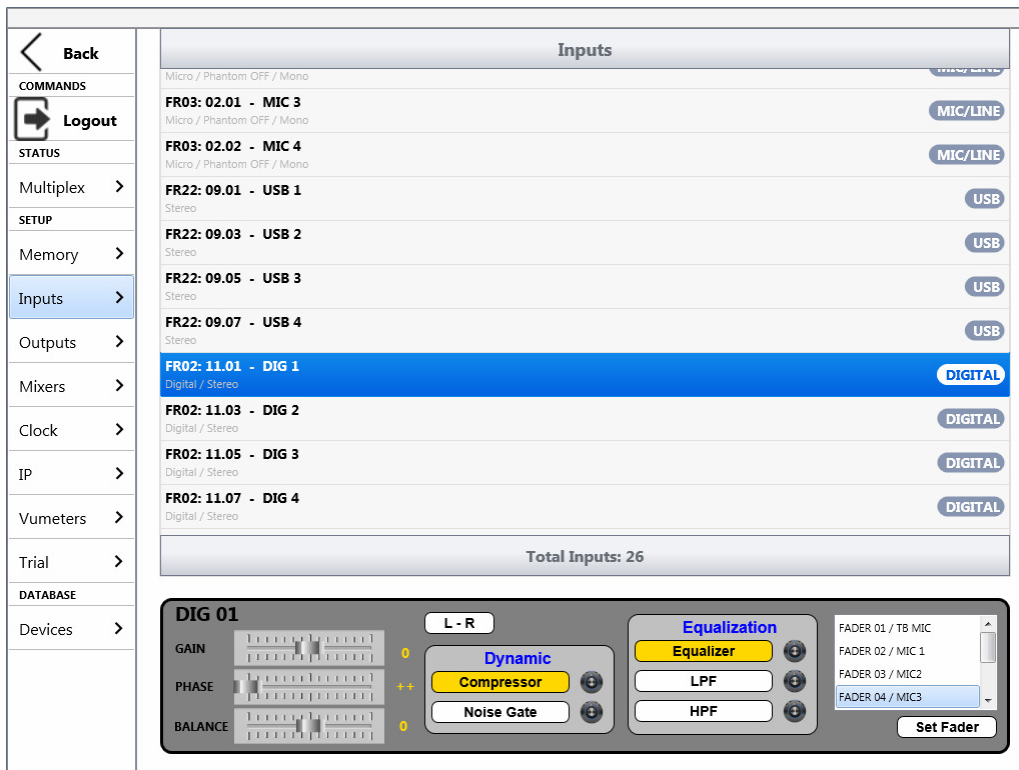 Back
COMMANDS
Logout
STATUS
Multiplex
SETUP
Memory
Inputs
Outputs
Mixers
Clock
IP
Vumeters
Trial
DATABASE
Devices
Inputs
Micro / Phantom OFF / Mono MIC/LINE
FR03: 02.01 - MIC 3
Micro / Phantom OFF / Mono MIC/LINE
FR03: 02.02 - MIC 4
Micro / Phantom OFF / Mono MIC/LINE
FR22: 09.01 - USB 1
Stereo USB
FR22: 09.03 - USB 2
Stereo USB
FR22: 09.05 - USB 3
Stereo USB
FR22: 09.07 - USB 4
Stereo USB
FR02: 11.01 - DIG 1
Digital / Stereo DIGITAL
FR02: 11.03 - DIG 2
Digital / Stereo DIGITAL
FR02: 11.05 - DIG 3
Digital / Stereo DIGITAL
FR02: 11.07 - DIG 4
Digital / Stereo DIGITAL
Total Inputs: 26
DIG 01
GAIN 0
PHASE ++
BALANCE 0
L - R
Dynamic
Compressor
Noise Gate
Equalization
Equalizer
LPF
HPF
FADER 01 / TB MIC
FADER 02 / MIC 1
FADER 03 / MIC2
FADER 04 / MIC3
Set Fader